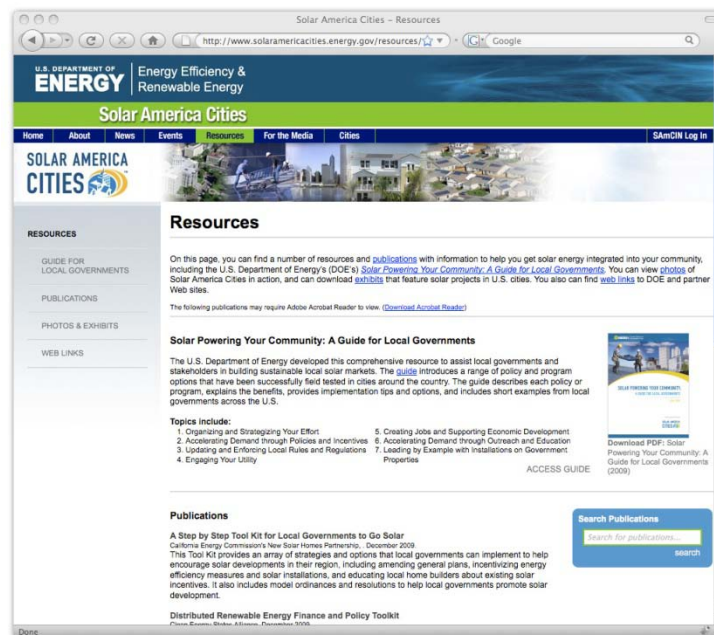 Solar America Cities – Resources
http://www.solaramericacities.energy.gov/resources/
Google
U.S. DEPARTMENT OF
ENERGY
Energy Efficiency &
Renewable Energy
Solar America Cities
Home About News Events Resources For the Media Cities SAmCIN Log In
SOLAR AMERICA
CITIES
RESOURCES
GUIDE FOR
LOCAL GOVERNMENTS
PUBLICATIONS
PHOTOS & EXHIBITS
WEB LINKS
Resources
On this page, you can find a number of resources and publications with information to help you get solar energy integrated into your community,
including the U.S. Department of Energy's (DOE's) Solar Powering Your Community: A Guide for Local Governments. You can view photos of
Solar America Cities in action, and can download exhibits that feature solar projects in U.S. cities. You also can find web links to DOE and partner
Web sites.
The following publications may require Adobe Acrobat Reader to view. (Download Acrobat Reader)
Solar Powering Your Community: A Guide for Local Governments
The U.S. Department of Energy developed this comprehensive resource to assist local governments and
stakeholders in building sustainable local solar markets. The guide introduces a range of policy and program
options that have been successfully field tested in cities around the country. The guide describes each policy or
program, explains the benefits, provides implementation tips and options, and includes short examples from local
governments across the U.S.
Topics include:
1. Organizing and Strategizing Your Effort
2. Accelerating Demand through Policies and Incentives
3. Updating and Enforcing Local Rules and Regulations
4. Engaging Your Utility
5. Creating Jobs and Supporting Economic Development
6. Accelerating Demand through Outreach and Education
7. Leading by Example with Installations on Government
Properties
ACCESS GUIDE
SOLAR POWERING YOUR COMMUNITY:
A GUIDE FOR LOCAL GOVERNMENTS
Download PDF: Solar
Powering Your Community: A
Guide for Local Governments
(2009)
Publications
A Step by Step Tool Kit for Local Governments to Go Solar
California Energy Commission's New Solar Homes Partnership, . December 2009
This Tool Kit provides an array of strategies and options that local governments can implement to help
encourage solar developments in their region, including amending general plans, incentivizing energy
efficiency measures and solar installations, and educating local home builders about existing solar
incentives. It also includes model ordinances and resolutions to help local governments promote solar
development.
Distributed Renewable Energy Finance and Policy Toolkit
Clean Energy States Alliance, December 2009
Search Publications
Search for publications...
search
Done